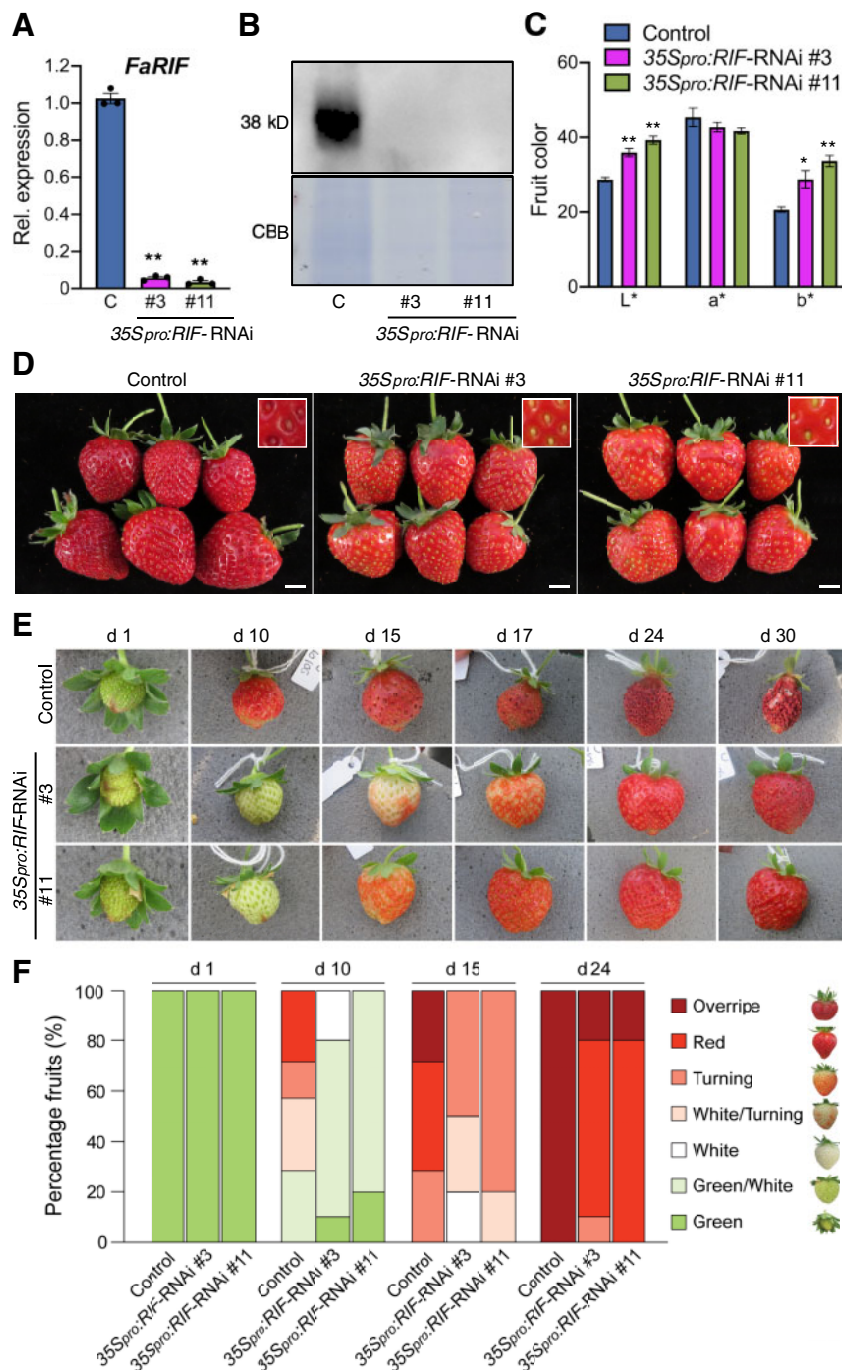 A
FaRIF
1.2
1.0
0.8
0.6
0.4
0.2
0
Rel. expression
**
**
C
#3
#11
35Spro:RIF-RNAi
B
38 kD
CBB
C
#3
#11
35Spro:RIF-RNAi
C
Control
35Spro:RIF-RNAi #3
35Spro:RIF-RNAi #11
60
40
20
0
Fruit color
**
**
*
**
L*
a*
b*
D
Control
35Spro:RIF-RNAi #3
35Spro:RIF-RNAi #11
E
d 1
d 10
d 15
d 17
d 24
d 30
Control
35Spro:RIF-RNAi
#3
#11
F
d 1
d 10
d 15
d 24
100
80
60
40
20
0
Percentage fruits (%)
Control
35Spro:RIF-RNAi #3
35Spro:RIF-RNAi #11
Control
35Spro:RIF-RNAi #3
35Spro:RIF-RNAi #11
Control
35Spro:RIF-RNAi #3
35Spro:RIF-RNAi #11
Control
35Spro:RIF-RNAi #3
35Spro:RIF-RNAi #11
Overripe
Red
Turning
White/Turning
White
Green/White
Green